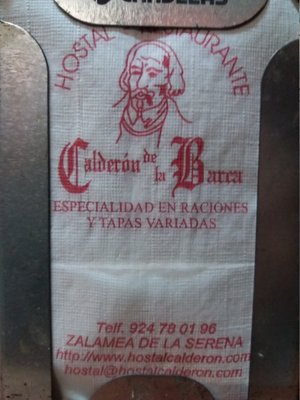 HOSTAL RESTAURANTE
Calderón de la Barca
ESPECIALIDAD EN RACIONES
Y TAPAS VARIADAS
Telf. 924 78 01 96
ZALAMEA DE LA SERENA
http://www.hostalcalderon.com
hostal@hostalcalderon.com